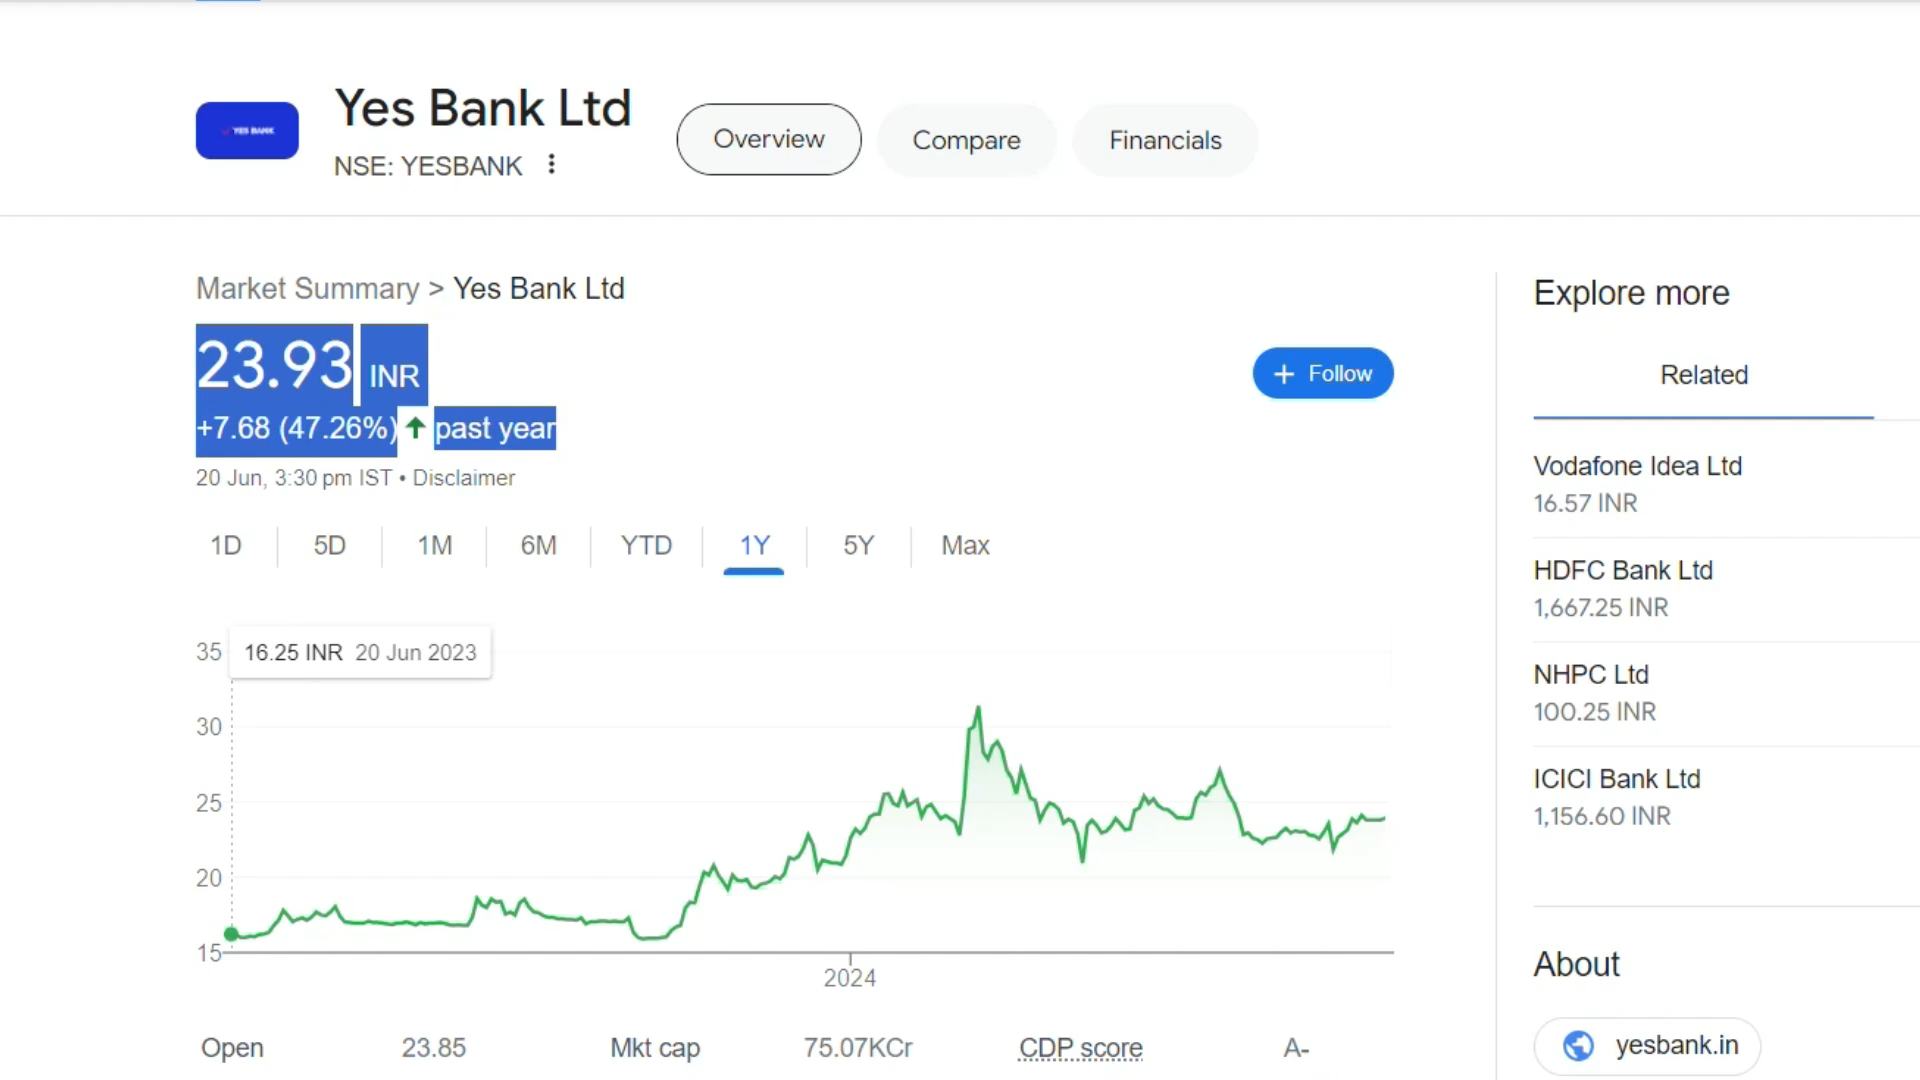 YES BANK
Yes Bank Ltd
NSE: YESBANK
Overview
Compare
Financials
Market Summary > Yes Bank Ltd
23.93 INR
+7.68 (47.26%) past year
20 Jun, 3:30 pm IST • Disclaimer
+ Follow
1D 5D 1M 6M YTD 1Y 5Y Max
16.25 INR 20 Jun 2023
35
30
25
20
15
2024
Open 23.85 Mkt cap 75.07KCr CDP score A-
Explore more
Related
Vodafone Idea Ltd
16.57 INR
HDFC Bank Ltd
1,667.25 INR
NHPC Ltd
100.25 INR
ICICI Bank Ltd
1,156.60 INR
About
yesbank.in